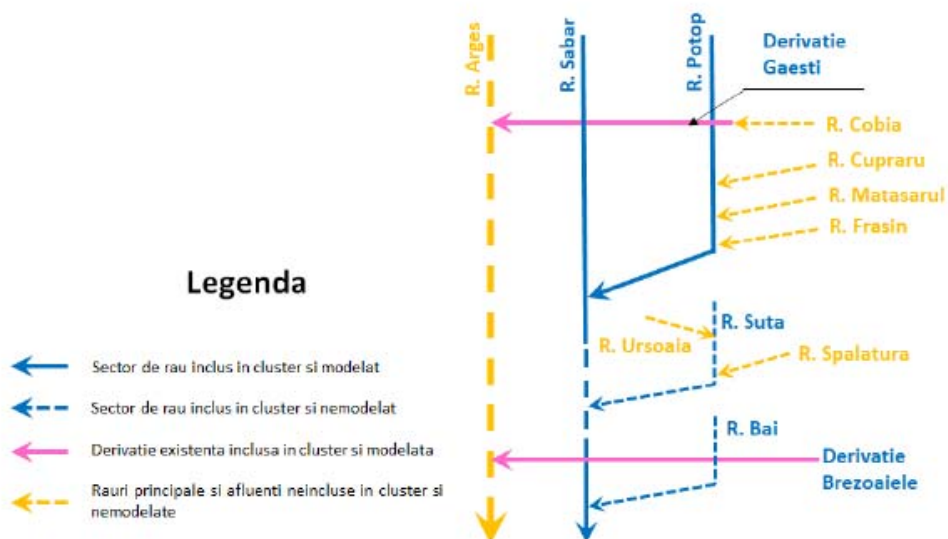 R. Arges
R. Sabar
R. Potop
Derivatie
Gaesti
R. Cobia
R. Cupraru
R. Matasarul
R. Frasin
Legenda
R. Suta
R. Ursoaia
R. Spalatura
Sector de rau inclus in cluster si modelat
Sector de rau inclus in cluster si nemodelat
R. Bai
Derivatie existenta inclusa in cluster si modelata
Derivatie
Brezoaiele
Rauri principale si afluenti neincluse in cluster si
nemodelate